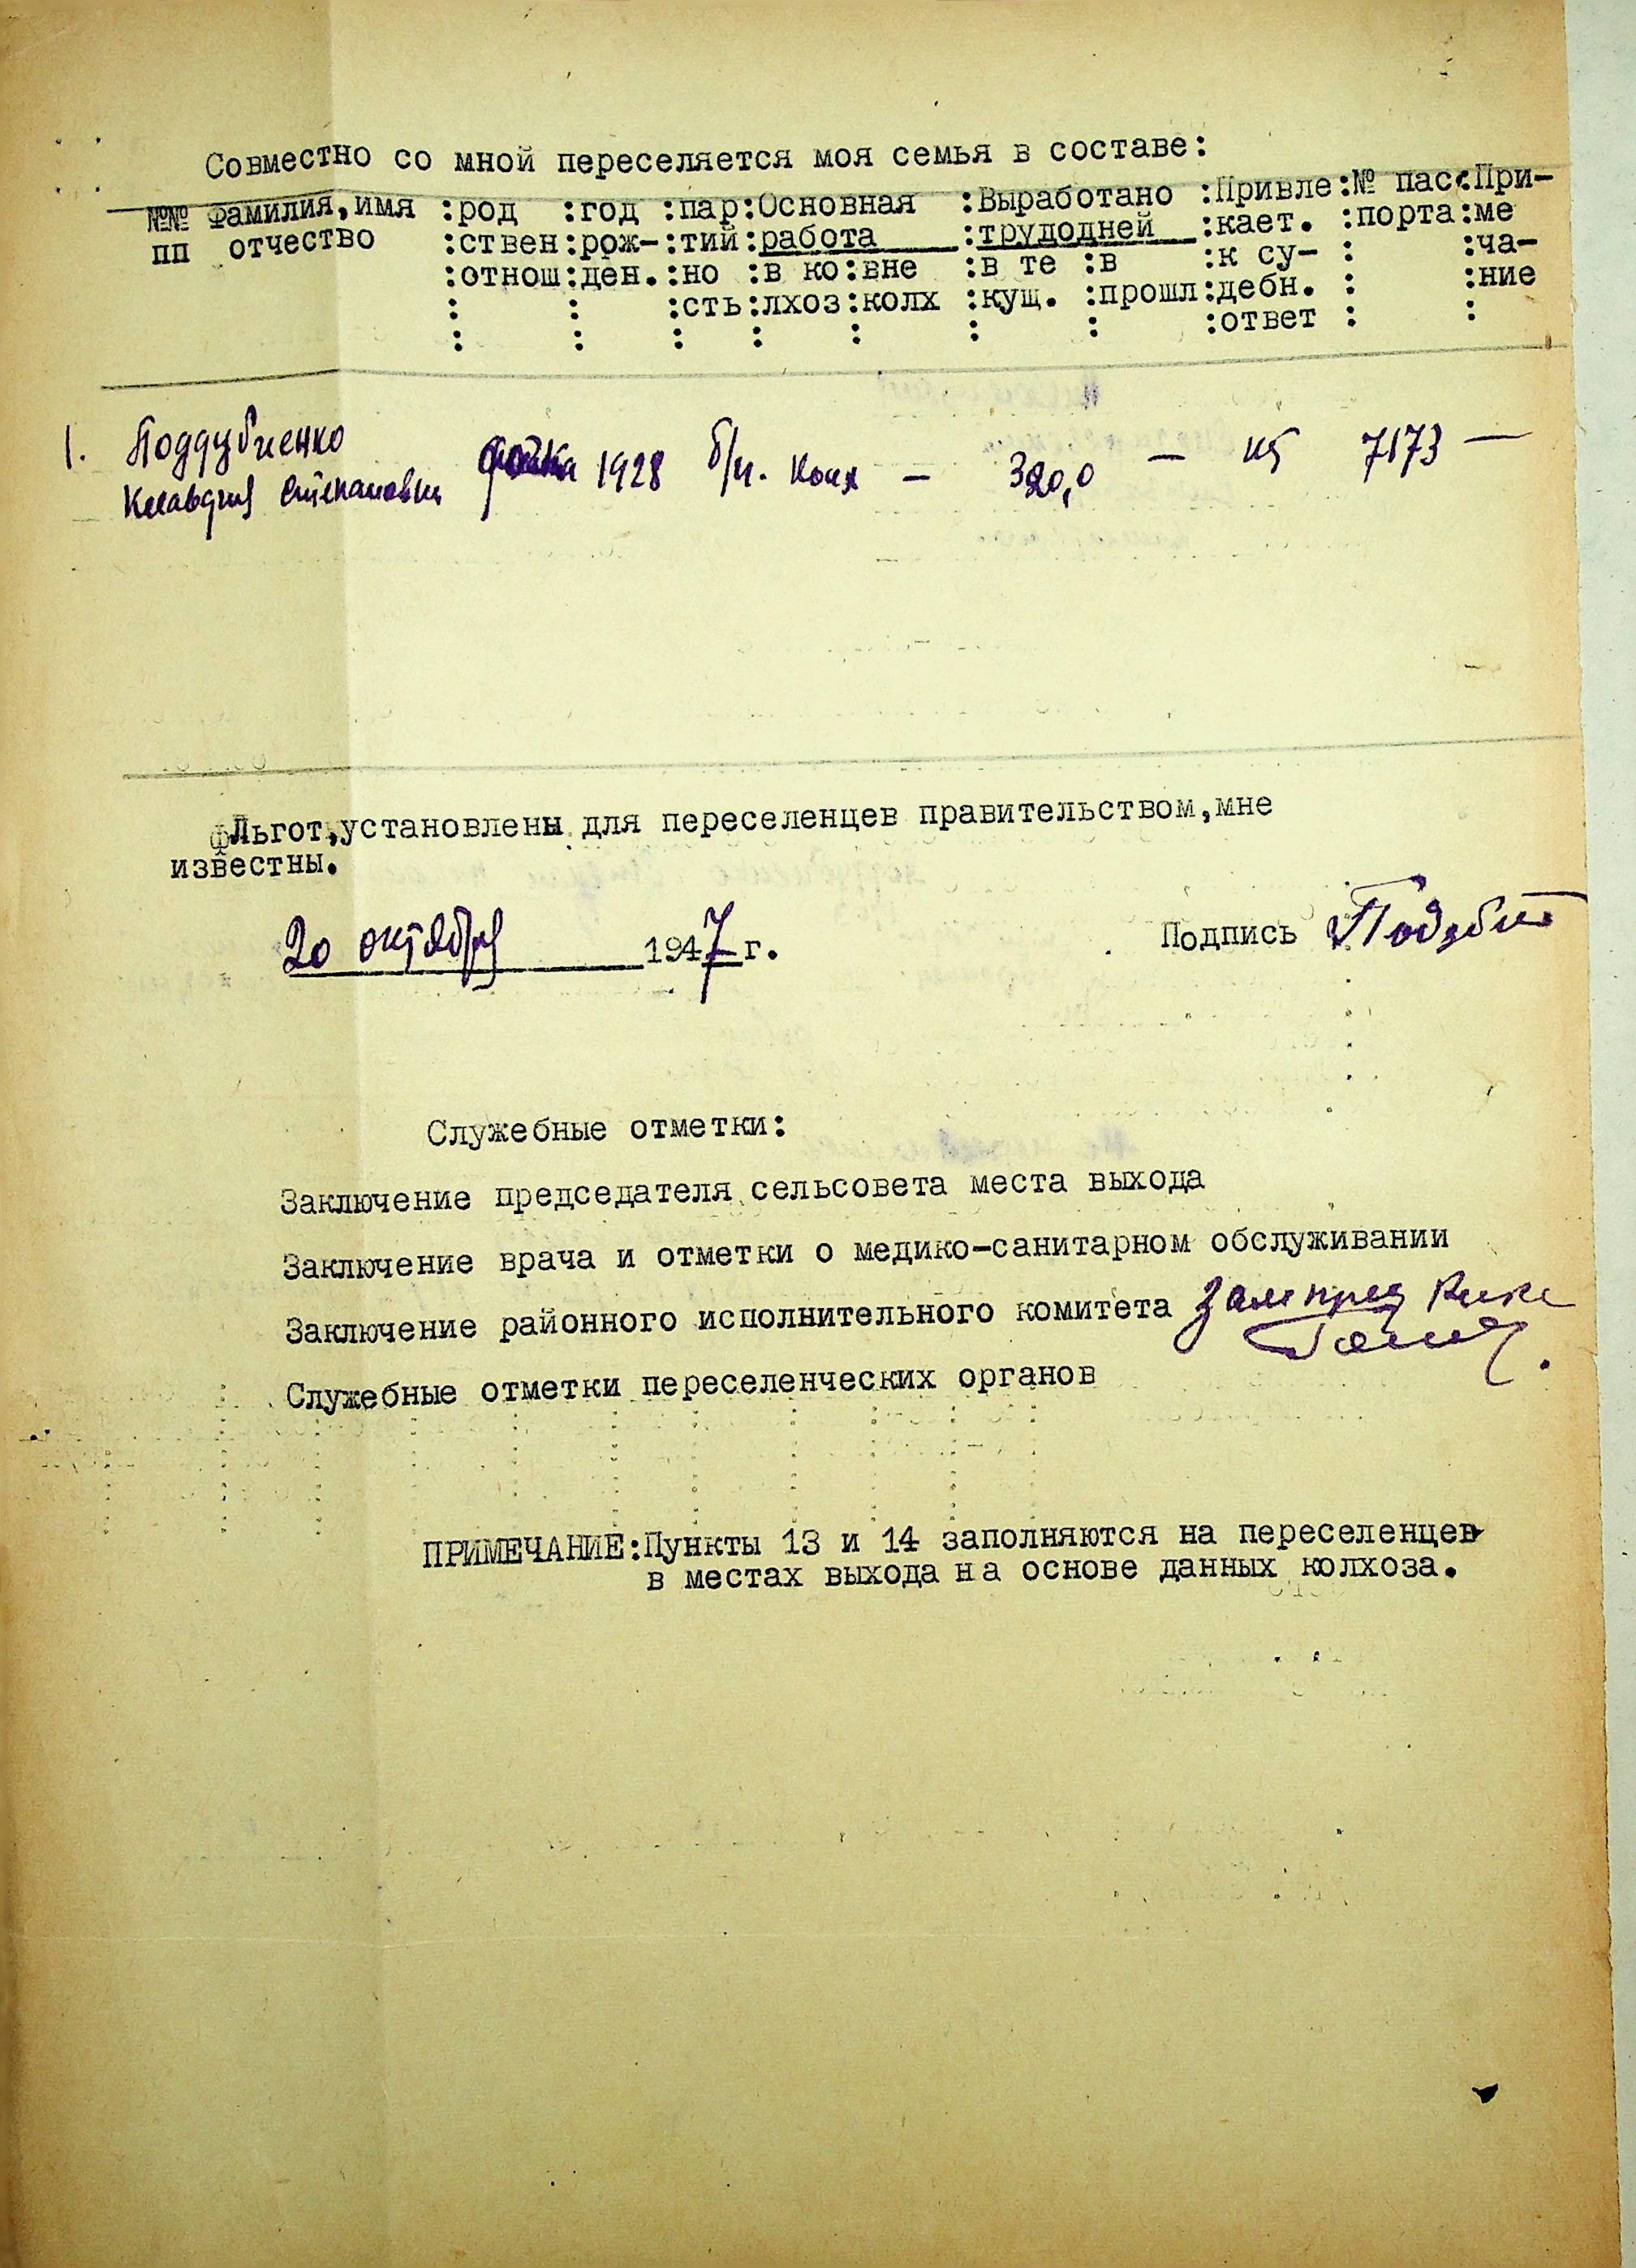 Совместно со мной переселяется моя семья в составе:
№№ Фамилия,имя :род :год :пар:Основная :Выработано :Привле:№ пасс:При-
пп отчество :ствен:рож-:тий:работа :трудодней :кает. :порта:ме
:отнош:ден.:но :в ко:вне :в те :в :к су- : :ча-
: : :сть:лхоз:колх :кущ. :прошл:дебн. : :ние
: : : : : : : :ответ : :
1. Поддубненко
Клавдия Степановна дочка 1928 б/п. колх — 320,0 — 7173 —
Льгот,установлены для переселенцев правительством,мне
известны.
20 октября 1947 г. Подпись
Служебные отметки:
Заключение председателя сельсовета места выхода
Заключение врача и отметки о медико-санитарном обслуживании
Заключение районного исполнительного комитета Зам пред Рика
Служебные отметки переселенческих органов
ПРИМЕЧАНИЕ:Пункты 13 и 14 заполняются на переселенцев
в местах выхода на основе данных колхоза.